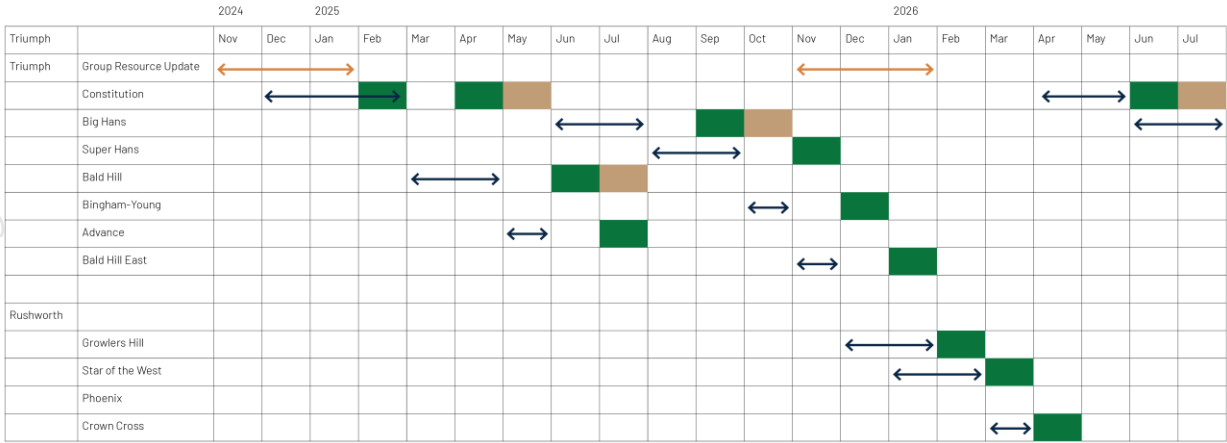 2024 2025 2026
Triumph Nov Dec Jan Feb Mar Apr May Jun Jul Aug Sep Oct Nov Dec Jan Feb Mar Apr May Jun Jul
Triumph Group Resource Update
Constitution
Big Hans
Super Hans
Bald Hill
Bingham-Young
Advance
Bald Hill East
Rushworth
Growlers Hill
Star of the West
Phoenix
Crown Cross